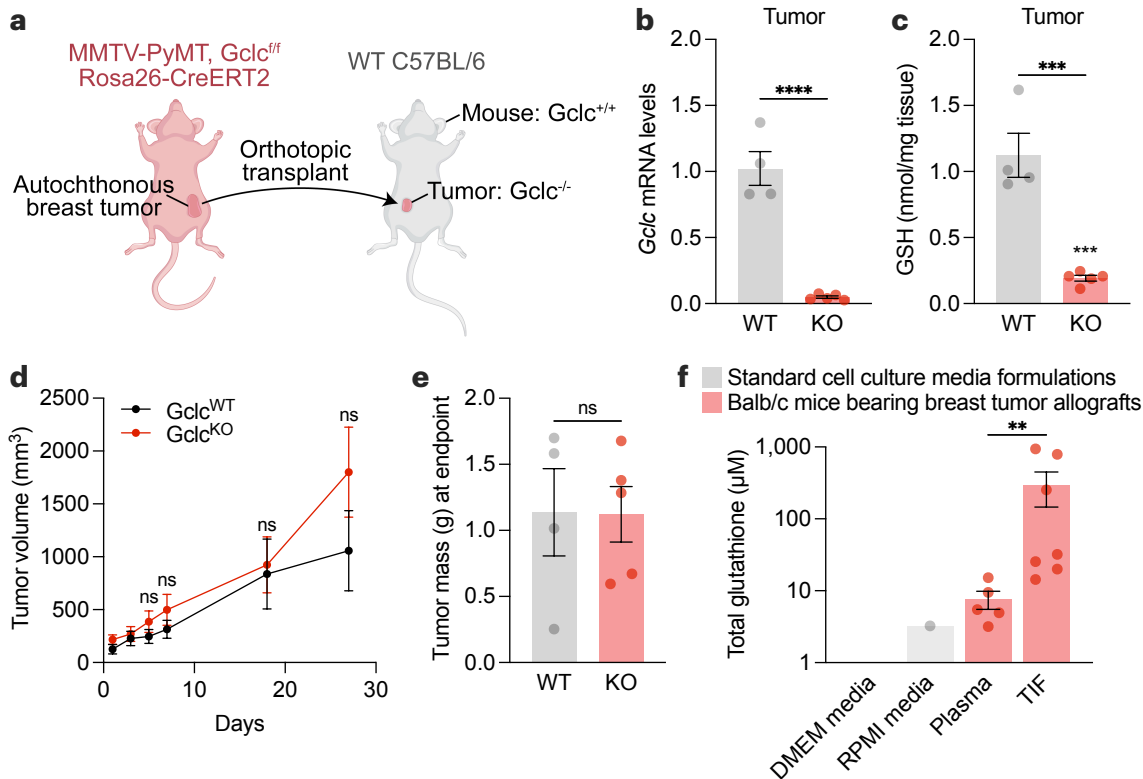 a
MMTV-PyMT, Gclc^f/f
Rosa26-CreERT2
WT C57BL/6
Mouse: Gclc^+/+
Orthotopic
transplant
Autochthonous
breast tumor
Tumor: Gclc^-/-
b
Tumor
Gclc mRNA levels
2.0
1.5
1.0
0.5
0.0
****
WT
KO
c
Tumor
GSH (nmol/mg tissue)
2.0
1.5
1.0
0.5
0.0
***
***
WT
KO
d
Tumor volume (mm³)
2500
2000
1500
1000
500
0
Gclc^WT
Gclc^KO
ns
ns
ns
ns
0
10
20
30
Days
e
Tumor mass (g) at endpoint
2.0
1.5
1.0
0.5
0.0
ns
WT
KO
f
Standard cell culture media formulations
Balb/c mice bearing breast tumor allografts
Total glutathione (μM)
1,000
100
10
1
**
DMEM media
RPMI media
Plasma
TIF